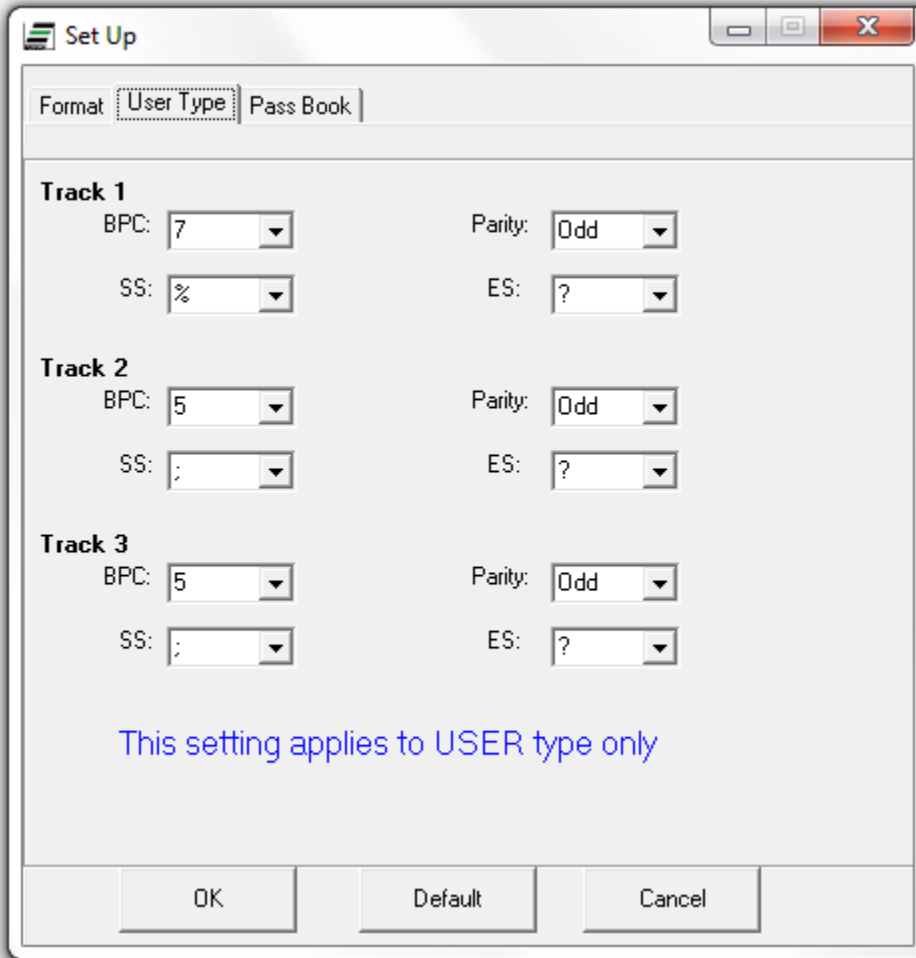 Set Up
Format User Type Pass Book
Track 1
BPC: 7 Parity: Odd
SS: % ES: ?
Track 2
BPC: 5 Parity: Odd
SS: ; ES: ?
Track 3
BPC: 5 Parity: Odd
SS: ; ES: ?
This setting applies to USER type only
OK Default Cancel